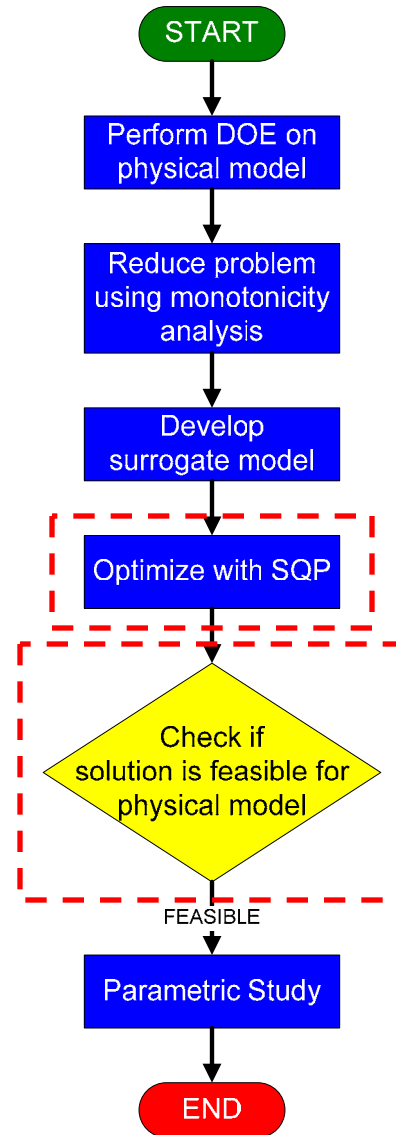 START
Perform DOE on
physical model
Reduce problem
using monotonicity
analysis
Develop
surrogate model
Optimize with SQP
Check if
solution is feasible for
physical model
FEASIBLE
Parametric Study
END